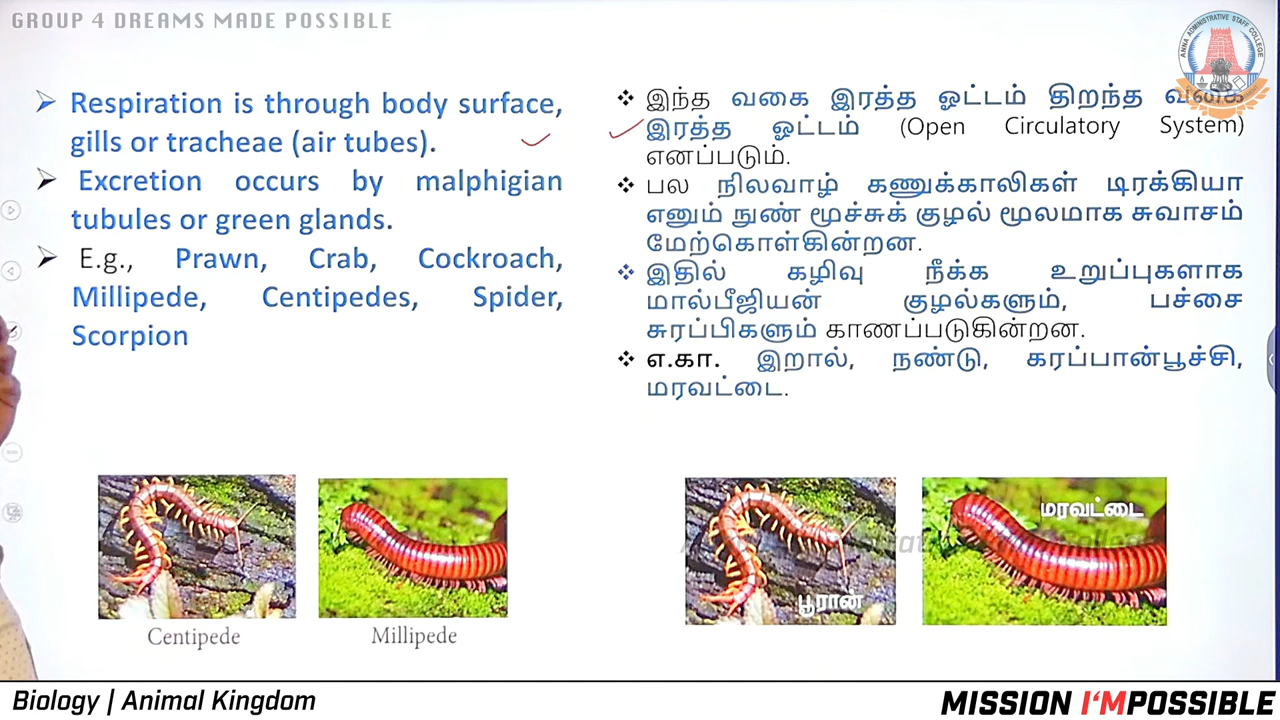 GROUP 4 DREAMS MADE POSSIBLE
ANNA ADMINISTRATIVE STAFF COLLEGE
Respiration is through body surface,
gills or tracheae (air tubes).
Excretion occurs by malphigian
tubules or green glands.
E.g., Prawn, Crab, Cockroach,
Millipede, Centipedes, Spider,
Scorpion
இந்த வகை இரத்த ஓட்டம் திறந்த வகை
இரத்த ஓட்டம் (Open Circulatory System)
எனப்படும்.
பல நிலவாழ் கணுக்காலிகள் டிரக்கியா
எனும் நுண் மூச்சுக் குழல் மூலமாக சுவாசம்
மேற்கொள்கின்றன.
இதில் கழிவு நீக்க உறுப்புகளாக
மால்பீஜியன் குழல்களும், பச்சை
சுரப்பிகளும் காணப்படுகின்றன.
எ.கா. இறால், நண்டு, கரப்பான்பூச்சி,
மரவட்டை.
Centipede
Millipede
பூரான்
மரவட்டை
Biology | Animal Kingdom
MISSION I'MPOSSIBLE